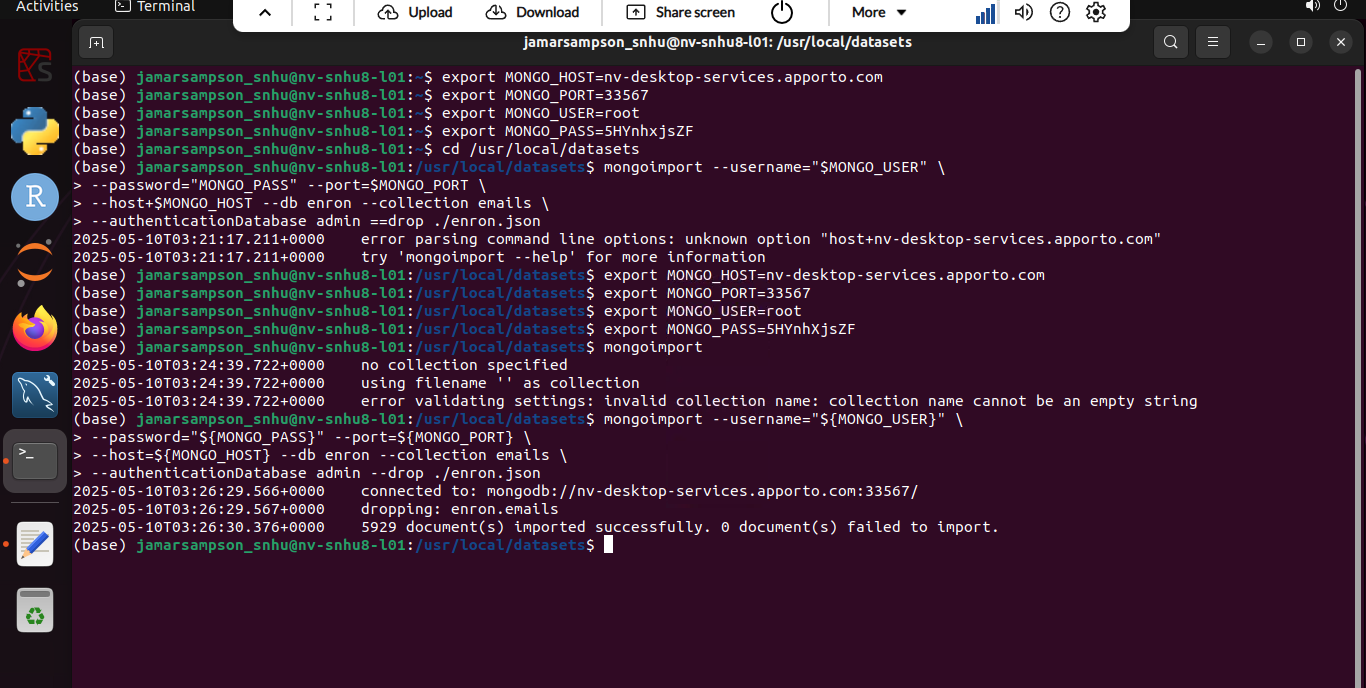 Activities
Terminal
Upload
Download
Share screen
More
jamarsampson_snhu@nv-snhu8-l01: /usr/local/datasets
(base) jamarsampson_snhu@nv-snhu8-l01:~$ export MONGO_HOST=nv-desktop-services.apporto.com
(base) jamarsampson_snhu@nv-snhu8-l01:~$ export MONGO_PORT=33567
(base) jamarsampson_snhu@nv-snhu8-l01:~$ export MONGO_USER=root
(base) jamarsampson_snhu@nv-snhu8-l01:~$ export MONGO_PASS=5HYnhxjsZF
(base) jamarsampson_snhu@nv-snhu8-l01:~$ cd /usr/local/datasets
(base) jamarsampson_snhu@nv-snhu8-l01:/usr/local/datasets$ mongoimport --username="$MONGO_USER" \
> --password="MONGO_PASS" --port=$MONGO_PORT \
> --host+$MONGO_HOST --db enron --collection emails \
> --authenticationDatabase admin ==drop ./enron.json
2025-05-10T03:21:17.211+0000    error parsing command line options: unknown option "host+nv-desktop-services.apporto.com"
2025-05-10T03:21:17.211+0000    try 'mongoimport --help' for more information
(base) jamarsampson_snhu@nv-snhu8-l01:/usr/local/datasets$ export MONGO_HOST=nv-desktop-services.apporto.com
(base) jamarsampson_snhu@nv-snhu8-l01:/usr/local/datasets$ export MONGO_PORT=33567
(base) jamarsampson_snhu@nv-snhu8-l01:/usr/local/datasets$ export MONGO_USER=root
(base) jamarsampson_snhu@nv-snhu8-l01:/usr/local/datasets$ export MONGO_PASS=5HYnhXjsZF
(base) jamarsampson_snhu@nv-snhu8-l01:/usr/local/datasets$ mongoimport
2025-05-10T03:24:39.722+0000    no collection specified
2025-05-10T03:24:39.722+0000    using filename '' as collection
2025-05-10T03:24:39.722+0000    error validating settings: invalid collection name: collection name cannot be an empty string
(base) jamarsampson_snhu@nv-snhu8-l01:/usr/local/datasets$ mongoimport --username="${MONGO_USER}" \
> --password="${MONGO_PASS}" --port=${MONGO_PORT} \
> --host=${MONGO_HOST} --db enron --collection emails \
> --authenticationDatabase admin --drop ./enron.json
2025-05-10T03:26:29.566+0000    connected to: mongodb://nv-desktop-services.apporto.com:33567/
2025-05-10T03:26:29.567+0000    dropping: enron.emails
2025-05-10T03:26:30.376+0000    5929 document(s) imported successfully. 0 document(s) failed to import.
(base) jamarsampson_snhu@nv-snhu8-l01:/usr/local/datasets$